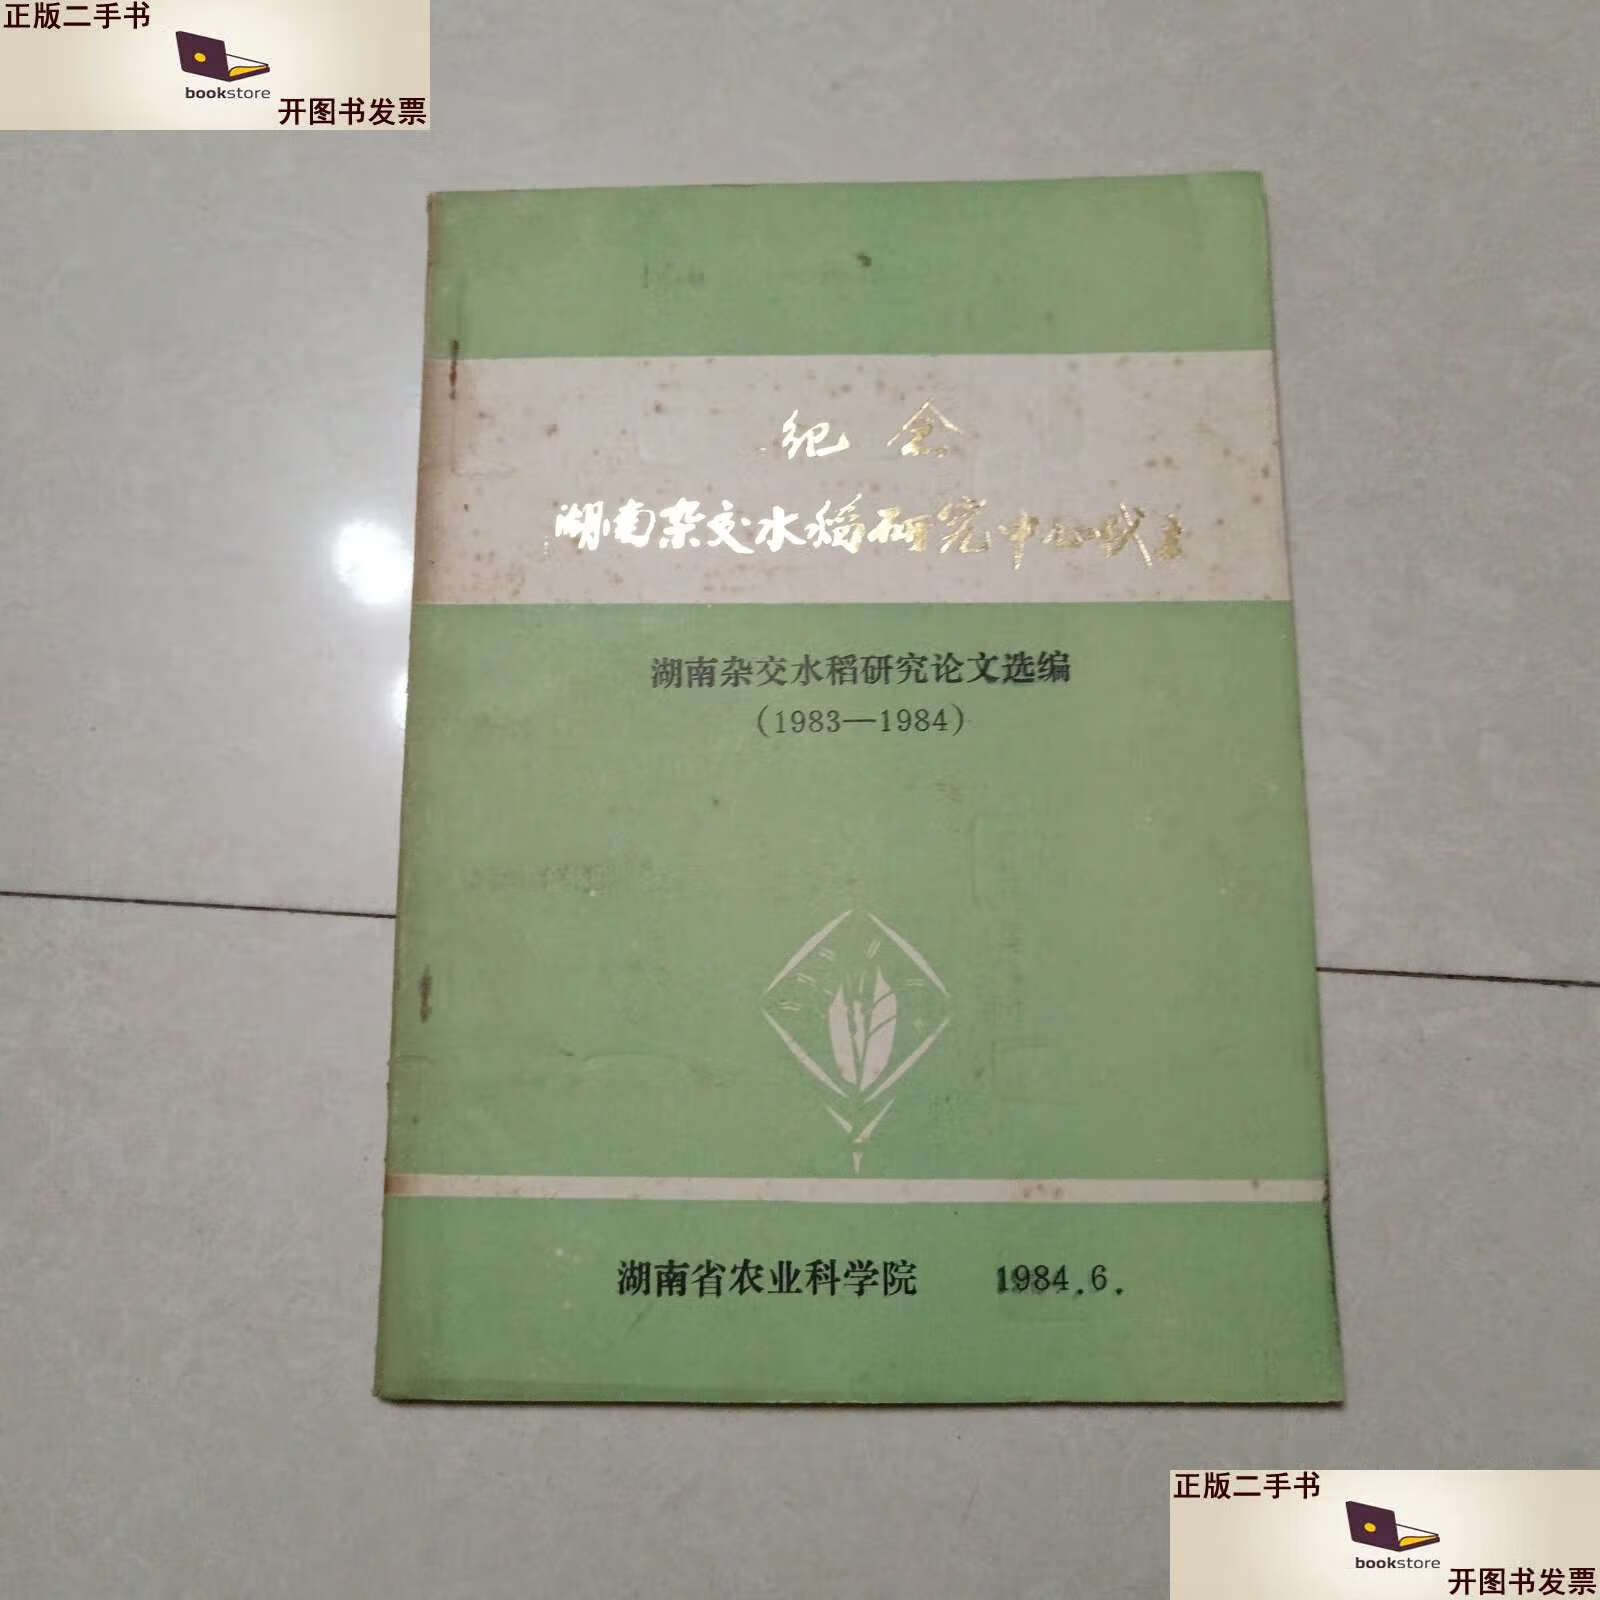 正版二手书
bookstore
开图书发票
纪念
湖南杂交水稻研究中心成立
湖南杂交水稻研究论文选编
(1983—1984)
湖南省农业科学院 1984.6.
正版二手书
bookstore
开图书发票